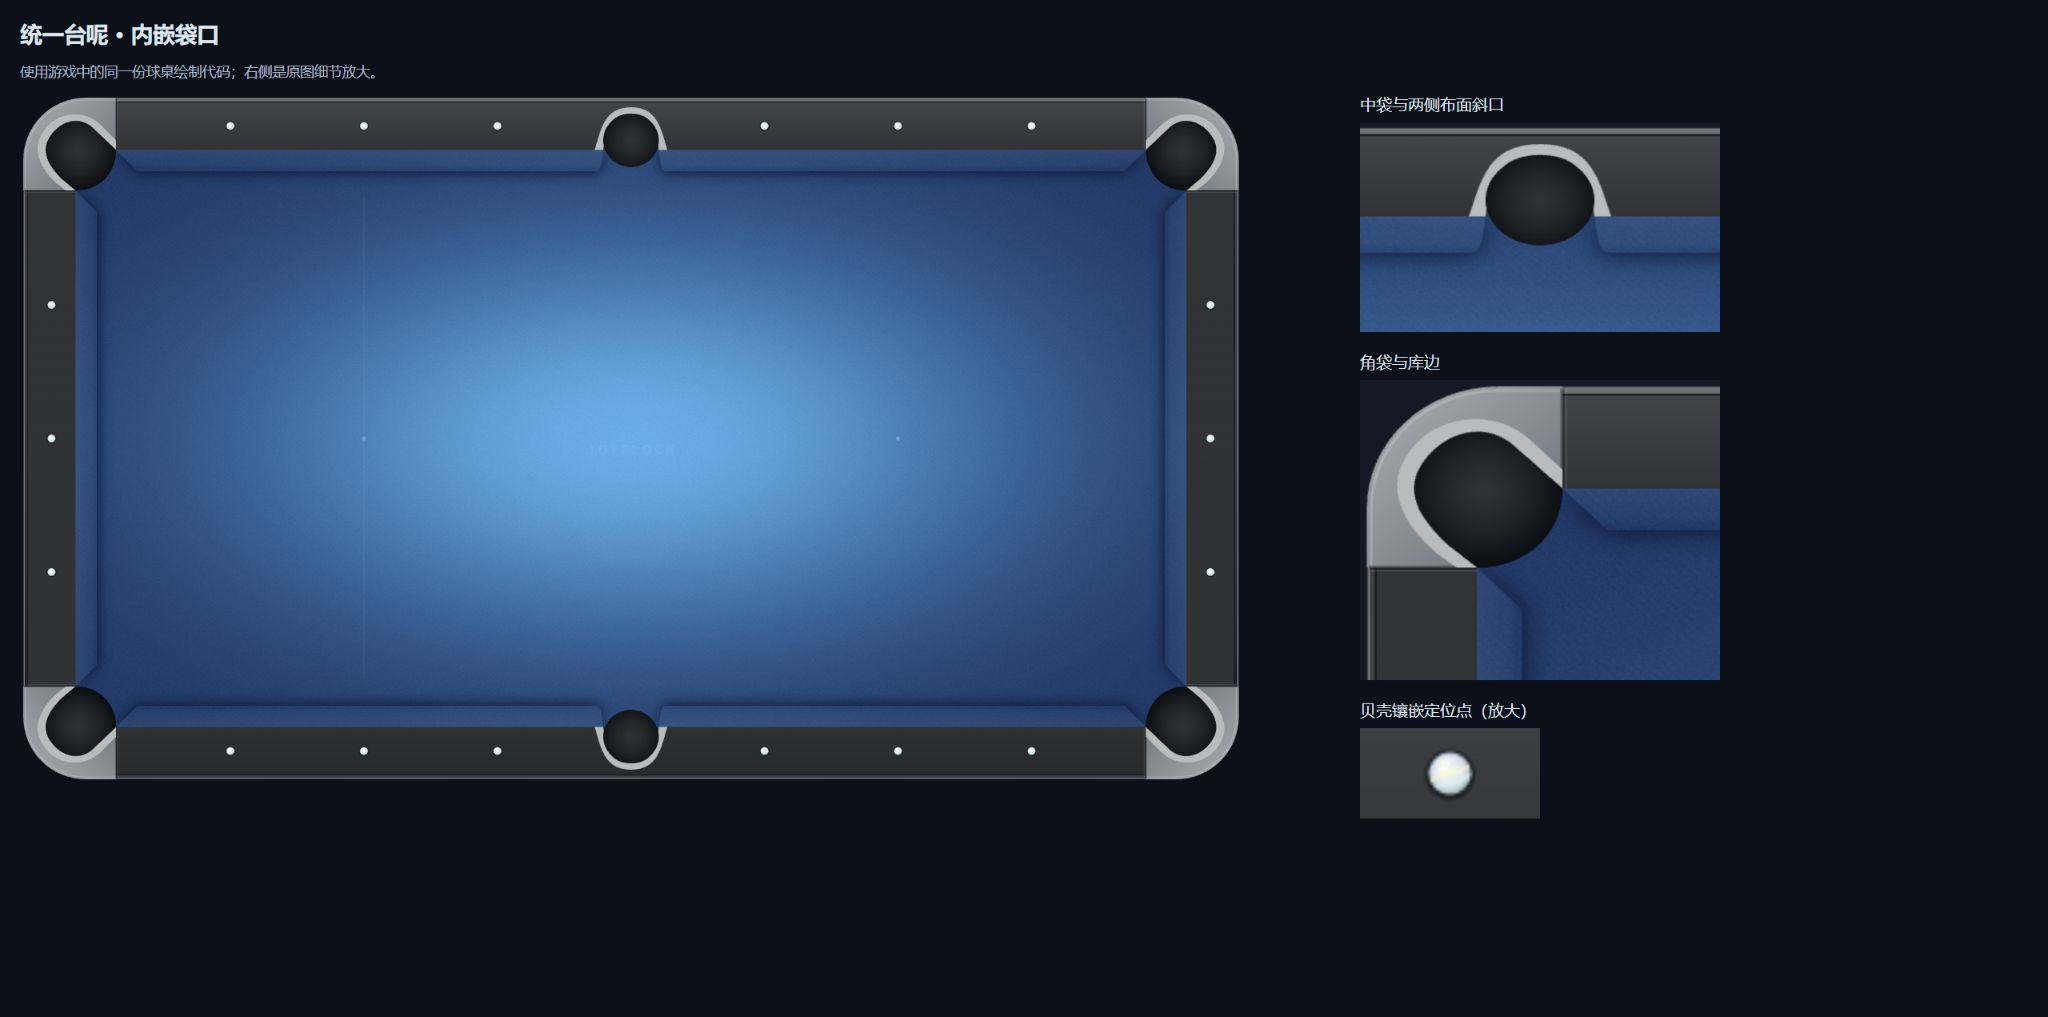 统一台呢 · 内嵌袋口
使用游戏中的同一份球桌绘制代码；右侧是原图细节放大。
中袋与两侧布面斜口
角袋与库边
贝壳镶嵌定位点（放大）